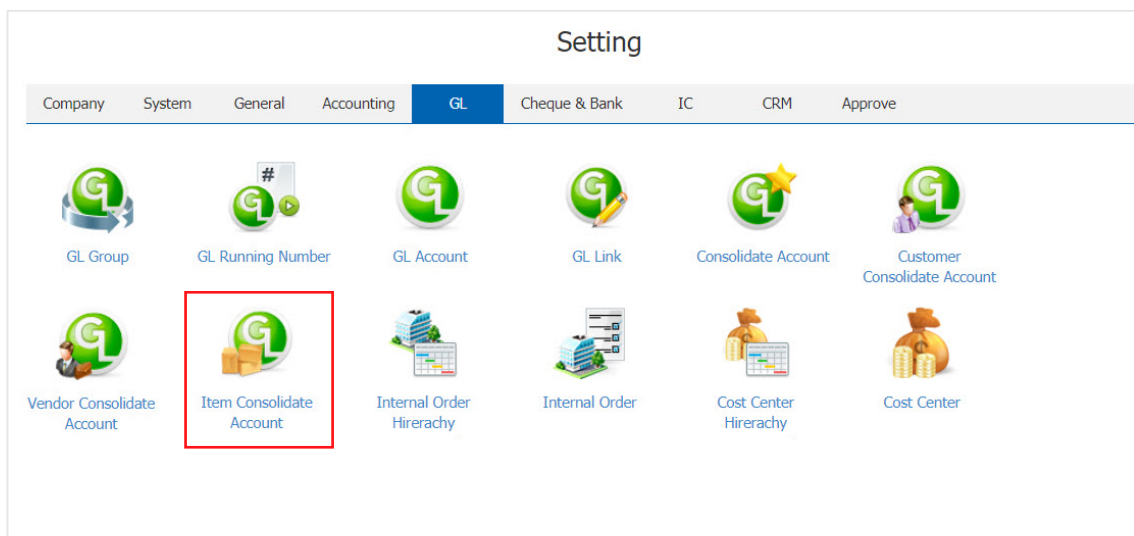 Setting
Company System General Accounting GL Cheque & Bank IC CRM Approve
GL Group
GL Running Number
GL Account
GL Link
Consolidate Account
Customer
Consolidate Account
Vendor Consolidate
Account
Item Consolidate
Account
Internal Order
Hirerachy
Internal Order
Cost Center
Hirerachy
Cost Center